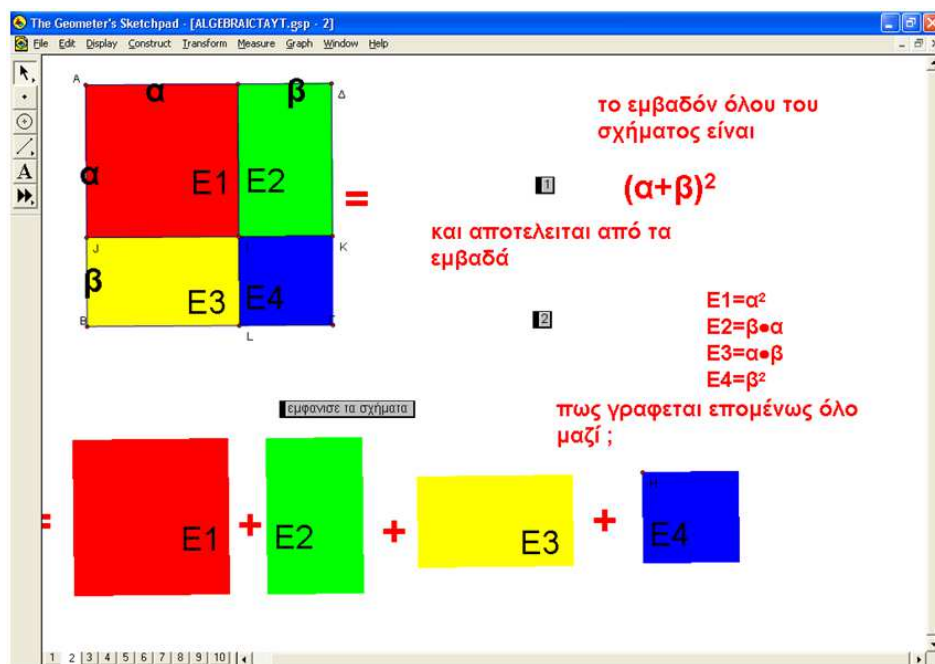 The Geometer's Sketchpad - [ALGEBRAICTAYT.gsp - 2]
File Edit Display Construct Transform Measure Graph Window Help
A α β Δ
α
E1 E2
=
J K
β
E3 E4
B
L
το εμβαδόν όλου του
σχήματος είναι
1
(α+β)²
και αποτελειται από τα
εμβαδά
2
E1=α²
E2=β•α
E3=α•β
E4=β²
εμφανισε τα σχήματα
πως γραφεται επομένως όλο
μαζί ;
= E1 + E2 + E3 + E4
A
1 2 3 4 5 6 7 8 9 10